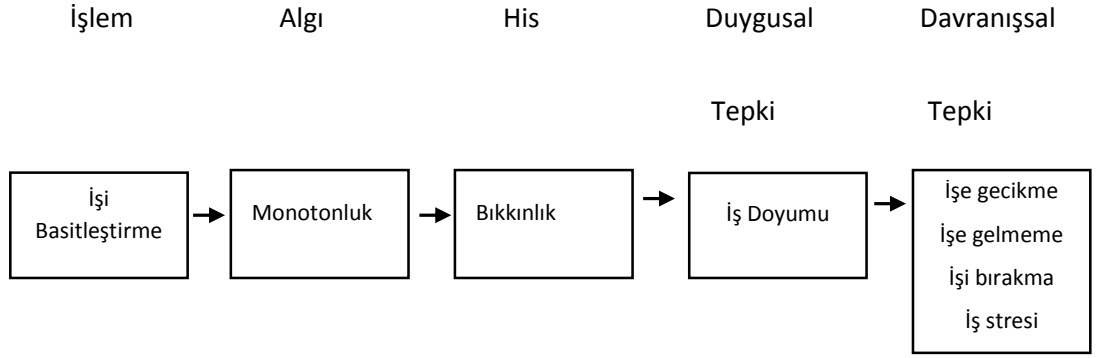 İşlem Algı His Duygusal Davranışsal
Tepki Tepki
İşi
Basitleştirme
Monotonluk
Bıkkınlık
İş Doyumu
İşe gecikme
İşe gelmeme
İşi bırakma
İş stresi